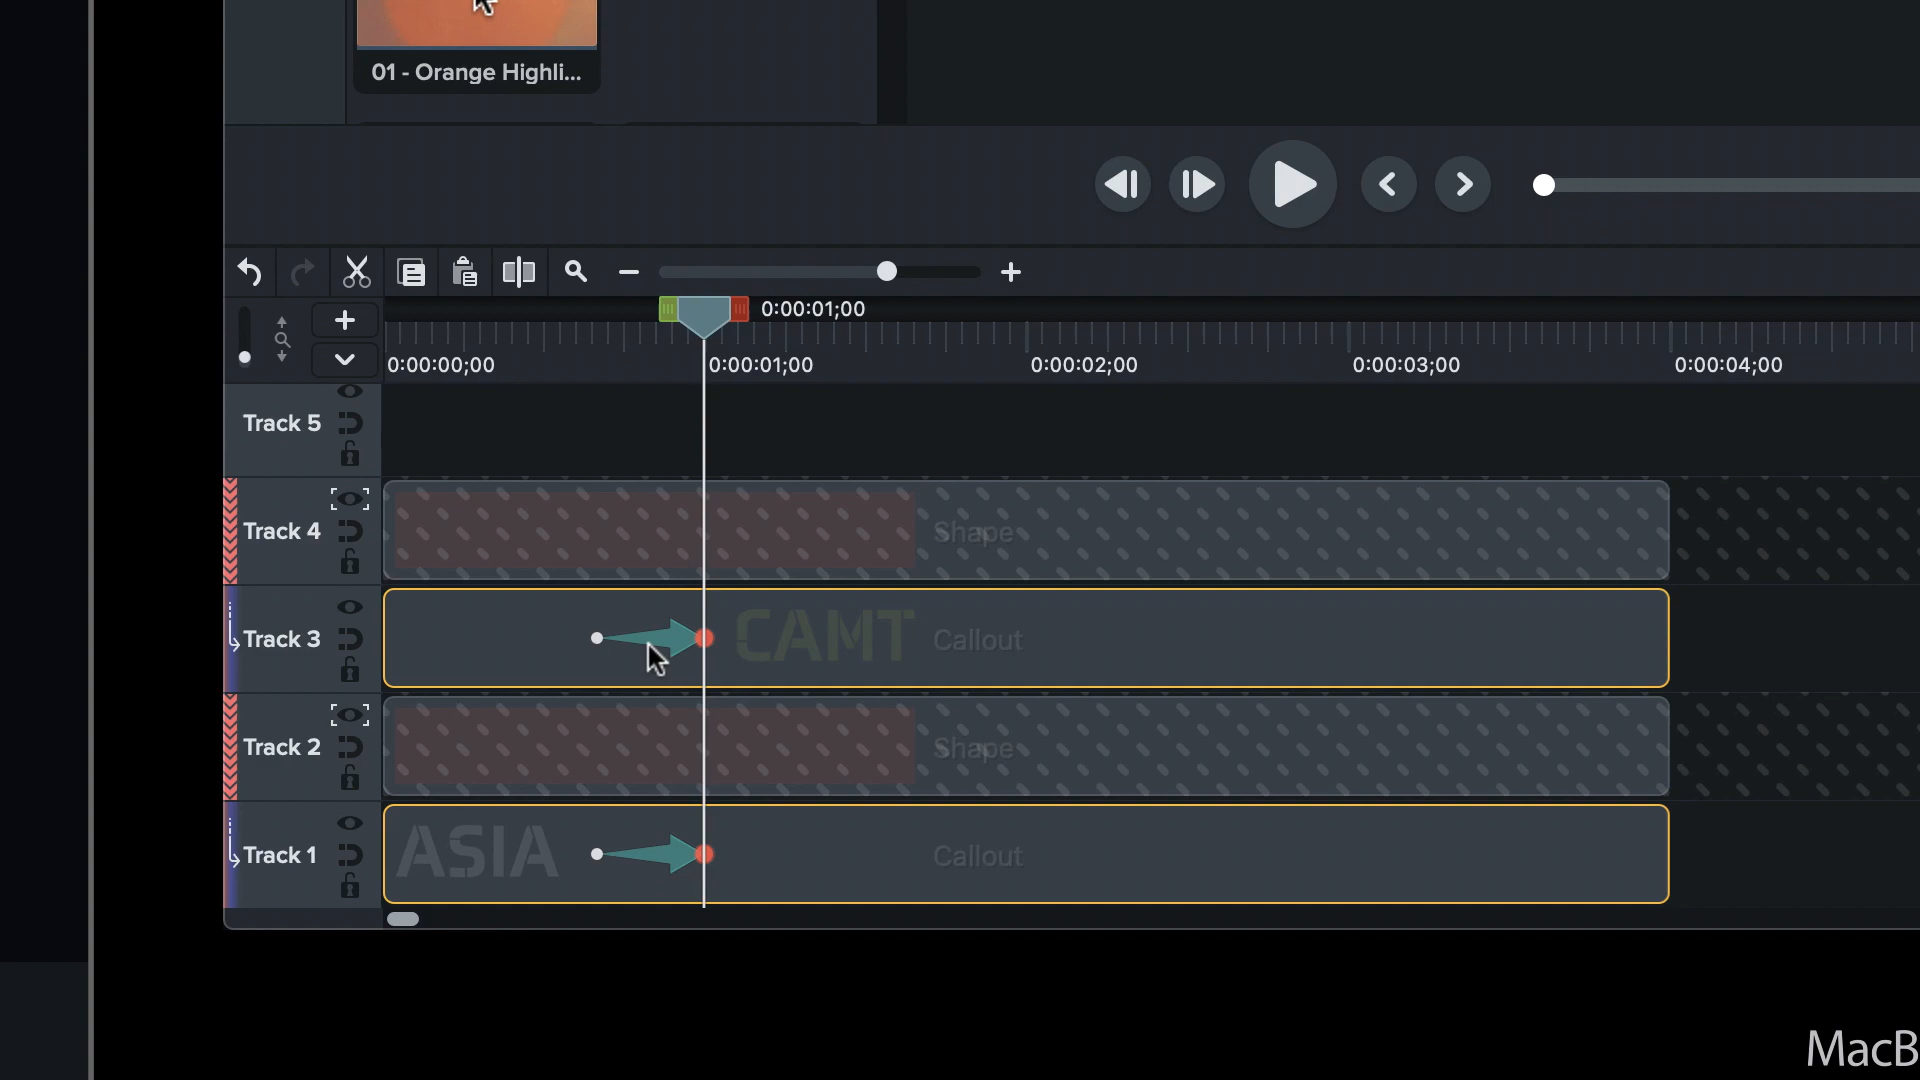 01 - Orange Highli...
0:00:01;00
0:00:00;00
0:00:01;00
0:00:02;00
0:00:03;00
0:00:04;00
Track 5
Track 4
Shape
Track 3
CAMT
Callout
Track 2
Shape
Track 1
ASIA
Callout
MacB